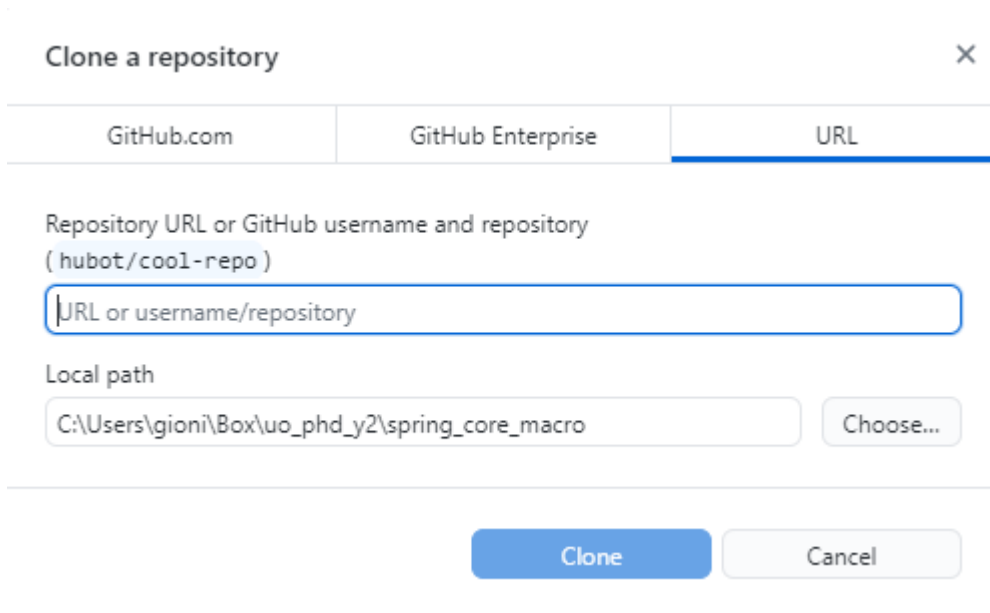 Clone a repository
GitHub.com
GitHub Enterprise
URL
Repository URL or GitHub username and repository
(hubot/cool-repo)
URL or username/repository
Local path
C:\Users\gioni\Box\uo_phd_y2\spring_core_macro
Choose...
Clone
Cancel